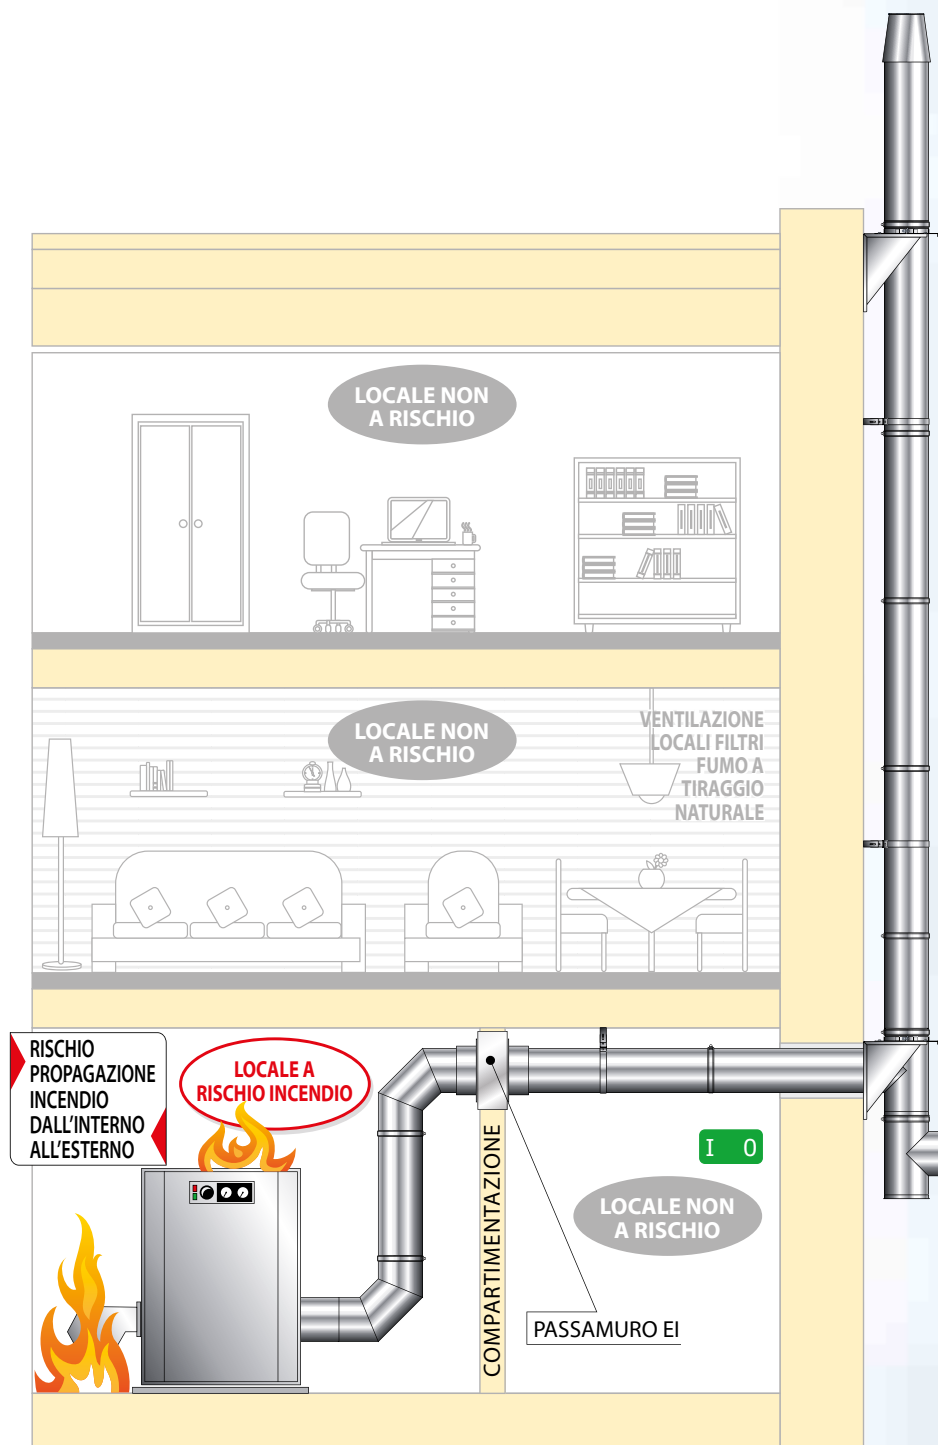 LOCALE NON
A RISCHIO
LOCALE NON
A RISCHIO
VENTILAZIONE
LOCALI FILTRI
FUMO A
TIRAGGIO
NATURALE
RISCHIO
PROPAGAZIONE
INCENDIO
DALL'INTERNO
ALL'ESTERNO
LOCALE A
RISCHIO INCENDIO
COMPARTIMENTAZIONE
I 0
LOCALE NON
A RISCHIO
PASSAMURO EI